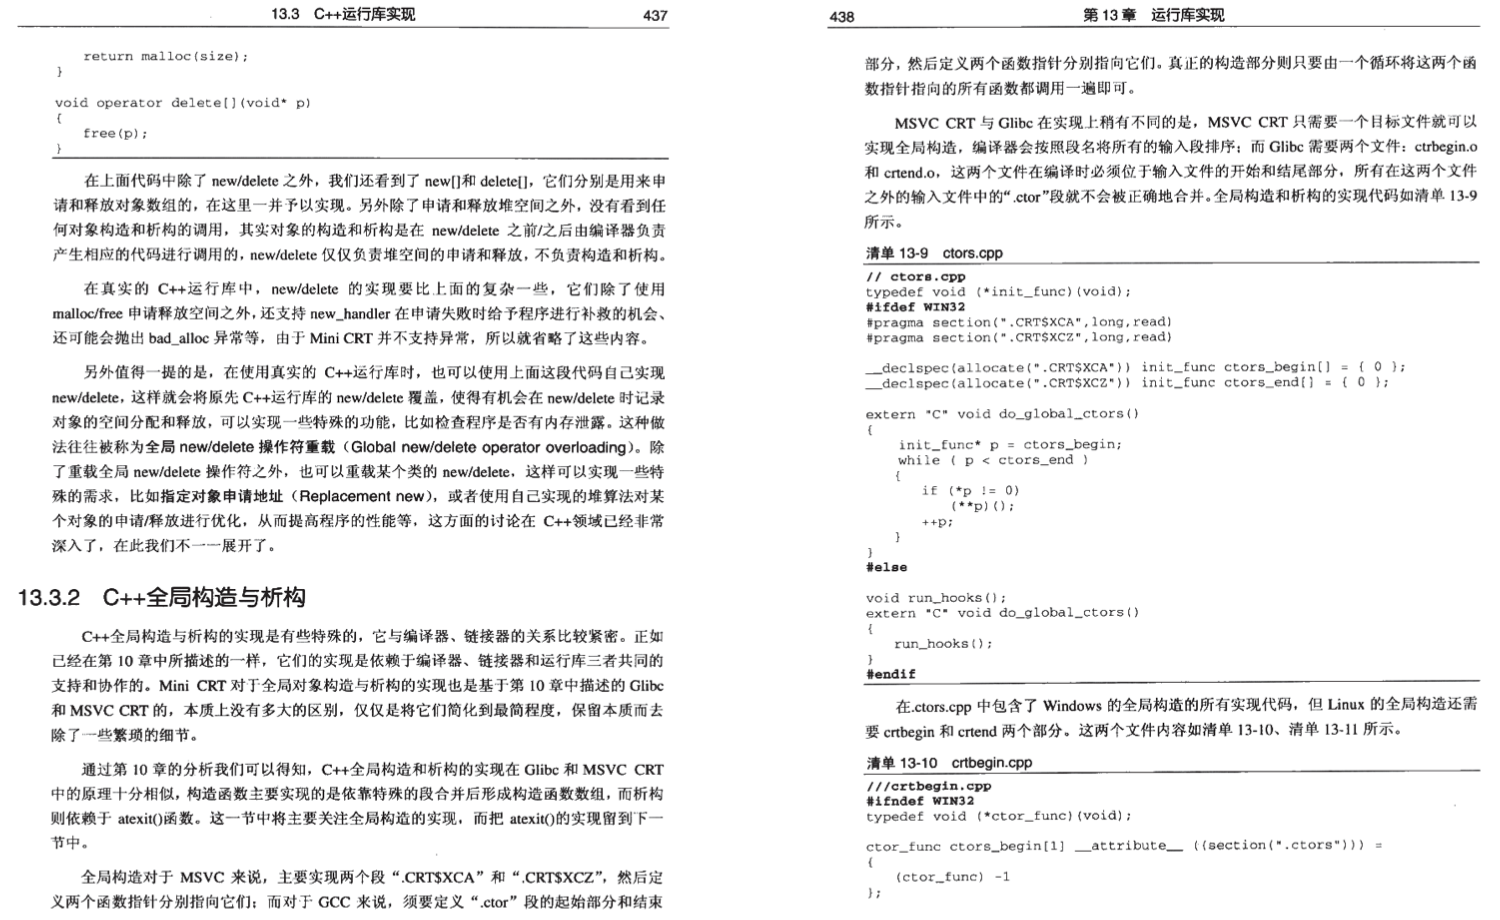 13.3 C++运行库实现 437
return malloc(size);
}
void operator delete[](void* p)
{
free(p);
}
在上面代码中除了 new/delete 之外，我们还看到了 new[]和 delete[]，它们分别是用来申
请和释放对象数组的，在这里一并予以实现。另外除了申请和释放堆空间之外，没有看到任
何对象构造和析构的调用，其实对象的构造和析构是在 new/delete 之前/之后由编译器负责
产生相应的代码进行调用的，new/delete 仅仅负责堆空间的申请和释放，不负责构造和析构。
在真实的 C++运行库中，new/delete 的实现要比上面的复杂一些，它们除了使用
malloc/free 申请释放空间之外，还支持 new_handler 在申请失败时给予程序进行补救的机会、
还可能会抛出 bad_alloc 异常等，由于 Mini CRT 并不支持异常，所以就省略了这些内容。
另外值得一提的是，在使用真实的 C++运行库时，也可以使用上面这段代码自己实现
new/delete，这样就会将原先 C++运行库的 new/delete 覆盖，使得有机会在 new/delete 时记录
对象的空间分配和释放，可以实现一些特殊的功能，比如检查程序是否有内存泄露。这种做
法往往被称为全局 new/delete 操作符重载（Global new/delete operator overloading）。除
了重载全局 new/delete 操作符之外，也可以重载某个类的 new/delete，这样可以实现一些特
殊的需求，比如指定对象申请地址（Replacement new），或者使用自己实现的堆算法对某
个对象的申请/释放进行优化，从而提高程序的性能等，这方面的讨论在 C++领域已经非常
深入了，在此我们不一一展开了。
13.3.2 C++全局构造与析构
C++全局构造与析构的实现是有些特殊的，它与编译器、链接器的关系比较紧密。正如
已经在第 10 章中所描述的一样，它们的实现是依赖于编译器、链接器和运行库三者共同的
支持和协作的。Mini CRT 对于全局对象构造与析构的实现也是基于第 10 章中描述的 Glibc
和 MSVC CRT 的，本质上没有多大的区别，仅仅是将它们简化到最简程度，保留本质而去
除了一些繁琐的细节。
通过第 10 章的分析我们可以得知，C++全局构造和析构的实现在 Glibc 和 MSVC CRT
中的原理十分相似，构造函数主要实现的是依靠特殊的段合并后形成构造函数数组，而析构
则依赖于 atexit()函数。这一节中将主要关注全局构造的实现，而把 atexit()的实现留到下一
节中。
全局构造对于 MSVC 来说，主要实现两个段 “.CRT$XCA” 和 “.CRT$XCZ”，然后定
义两个函数指针分别指向它们；而对于 GCC 来说，须要定义 “.ctor” 段的起始部分和结束
438 第 13 章 运行库实现
部分，然后定义两个函数指针分别指向它们。真正的构造部分则只要由一个循环将这两个函
数指针指向的所有函数都调用一遍即可。
MSVC CRT 与 Glibc 在实现上稍有不同的是，MSVC CRT 只需要一个目标文件就可以
实现全局构造，编译器会按照段名将所有的输入段排序；而 Glibc 需要两个文件：ctrbegin.o
和 crtend.o，这两个文件在编译时必须位于输入文件的开始和结尾部分，所有在这两个文件
之外的输入文件中的“.ctor”段就不会被正确地合并。全局构造和析构的实现代码如清单 13-9
所示。
清单 13-9 ctors.cpp
// ctors.cpp
typedef void (*init_func)(void);
#ifdef WIN32
#pragma section(".CRT$XCA",long,read)
#pragma section(".CRT$XCZ",long,read)
__declspec(allocate(".CRT$XCA")) init_func ctors_begin[] = { 0 };
__declspec(allocate(".CRT$XCZ")) init_func ctors_end[] = { 0 };
extern "C" void do_global_ctors()
{
init_func* p = ctors_begin;
while ( p < ctors_end )
{
if (*p != 0)
(**p)();
++p;
}
}
#else
void run_hooks();
extern "C" void do_global_ctors()
{
run_hooks();
}
#endif
在.ctors.cpp 中包含了 Windows 的全局构造的所有实现代码，但 Linux 的全局构造还需
要 crtbegin 和 crtend 两个部分。这两个文件内容如清单 13-10、清单 13-11 所示。
清单 13-10 crtbegin.cpp
///crtbegin.cpp
#ifndef WIN32
typedef void (*ctor_func)(void);
ctor_func ctors_begin[1] __attribute__ ((section(".ctors"))) =
{
(ctor_func) -1
};